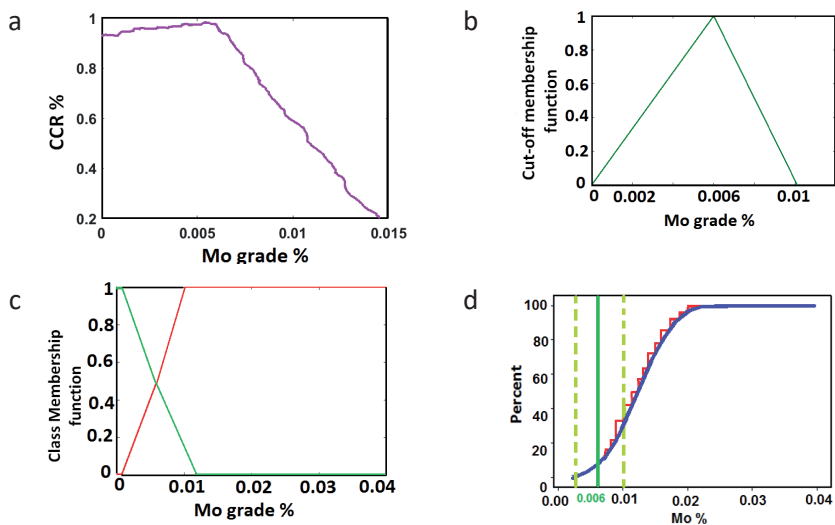 a
1
0.8
0.6
0.4
0.2
CCR %
0 0.005 0.01 0.015
Mo grade %
b
1
0.8
0.6
0.4
0.2
0
Cut-off membership
function
0 0.002 0.006 0.01
Mo grade %
c
1
0.8
0.6
0.4
0.2
0
Class Membership
function
0 0.01 0.02 0.03 0.04
Mo grade %
d
100
80
60
40
20
0
Percent
0.00 0.006 0.01 0.02 0.03 0.04
Mo %